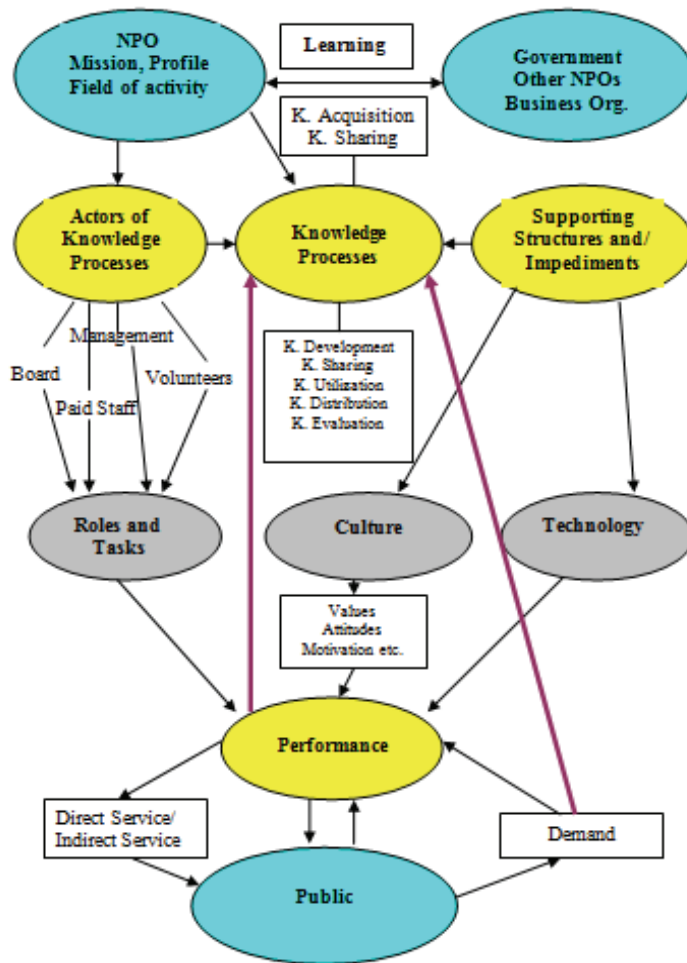 NPO
Mission, Profile
Field of activity
Learning
Government
Other NPOs
Business Org.
K. Acquisition
K. Sharing
Actors of
Knowledge
Processes
Knowledge
Processes
Supporting
Structures and/
Impediments
Board
Paid Staff
Management
Volunteers
K. Development
K. Sharing
K. Utilization
K. Distribution
K. Evaluation
Roles and
Tasks
Culture
Technology
Values
Attitudes
Motivation etc.
Performance
Direct Service/
Indirect Service
Demand
Public